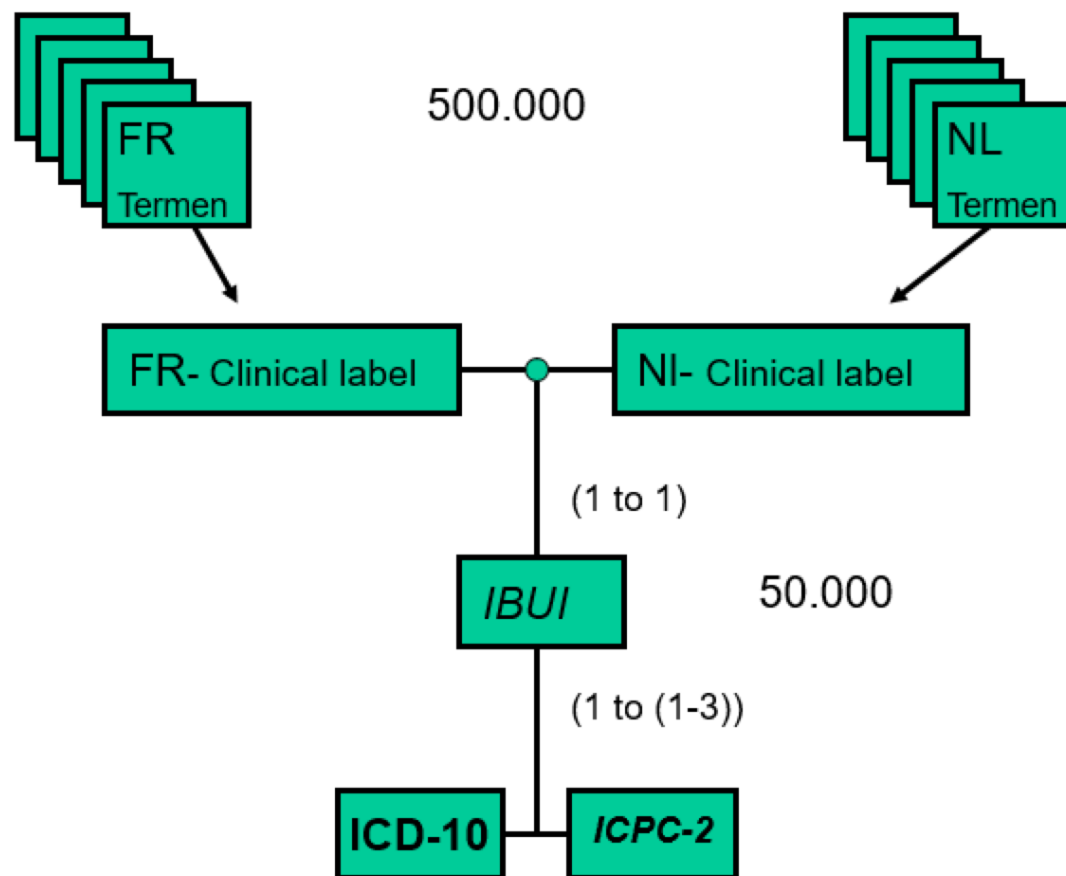 500.000
FR
Termen
NL
Termen
FR- Clinical label
Nl- Clinical label
(1 to 1)
IBUI
50.000
(1 to (1-3))
ICD-10
ICPC-2